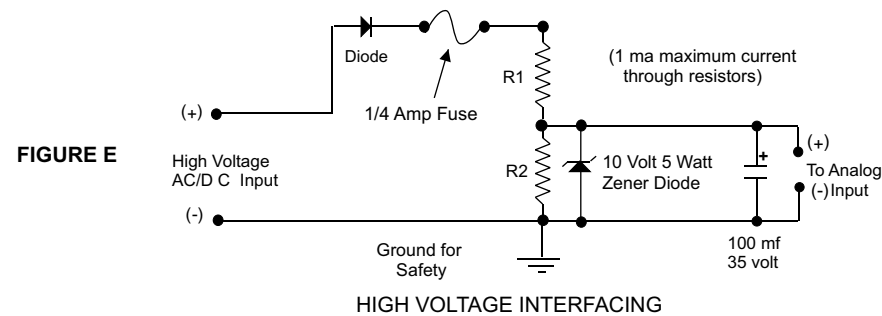 Diode
R1
(1 ma maximum current
through resistors)
1/4 Amp Fuse
(+)
FIGURE E
High Voltage
AC/D C Input
R2
10 Volt 5 Watt
Zener Diode
+
(+)
To Analog
(-) Input
(-)
Ground for
Safety
100 mf
35 volt
HIGH VOLTAGE INTERFACING